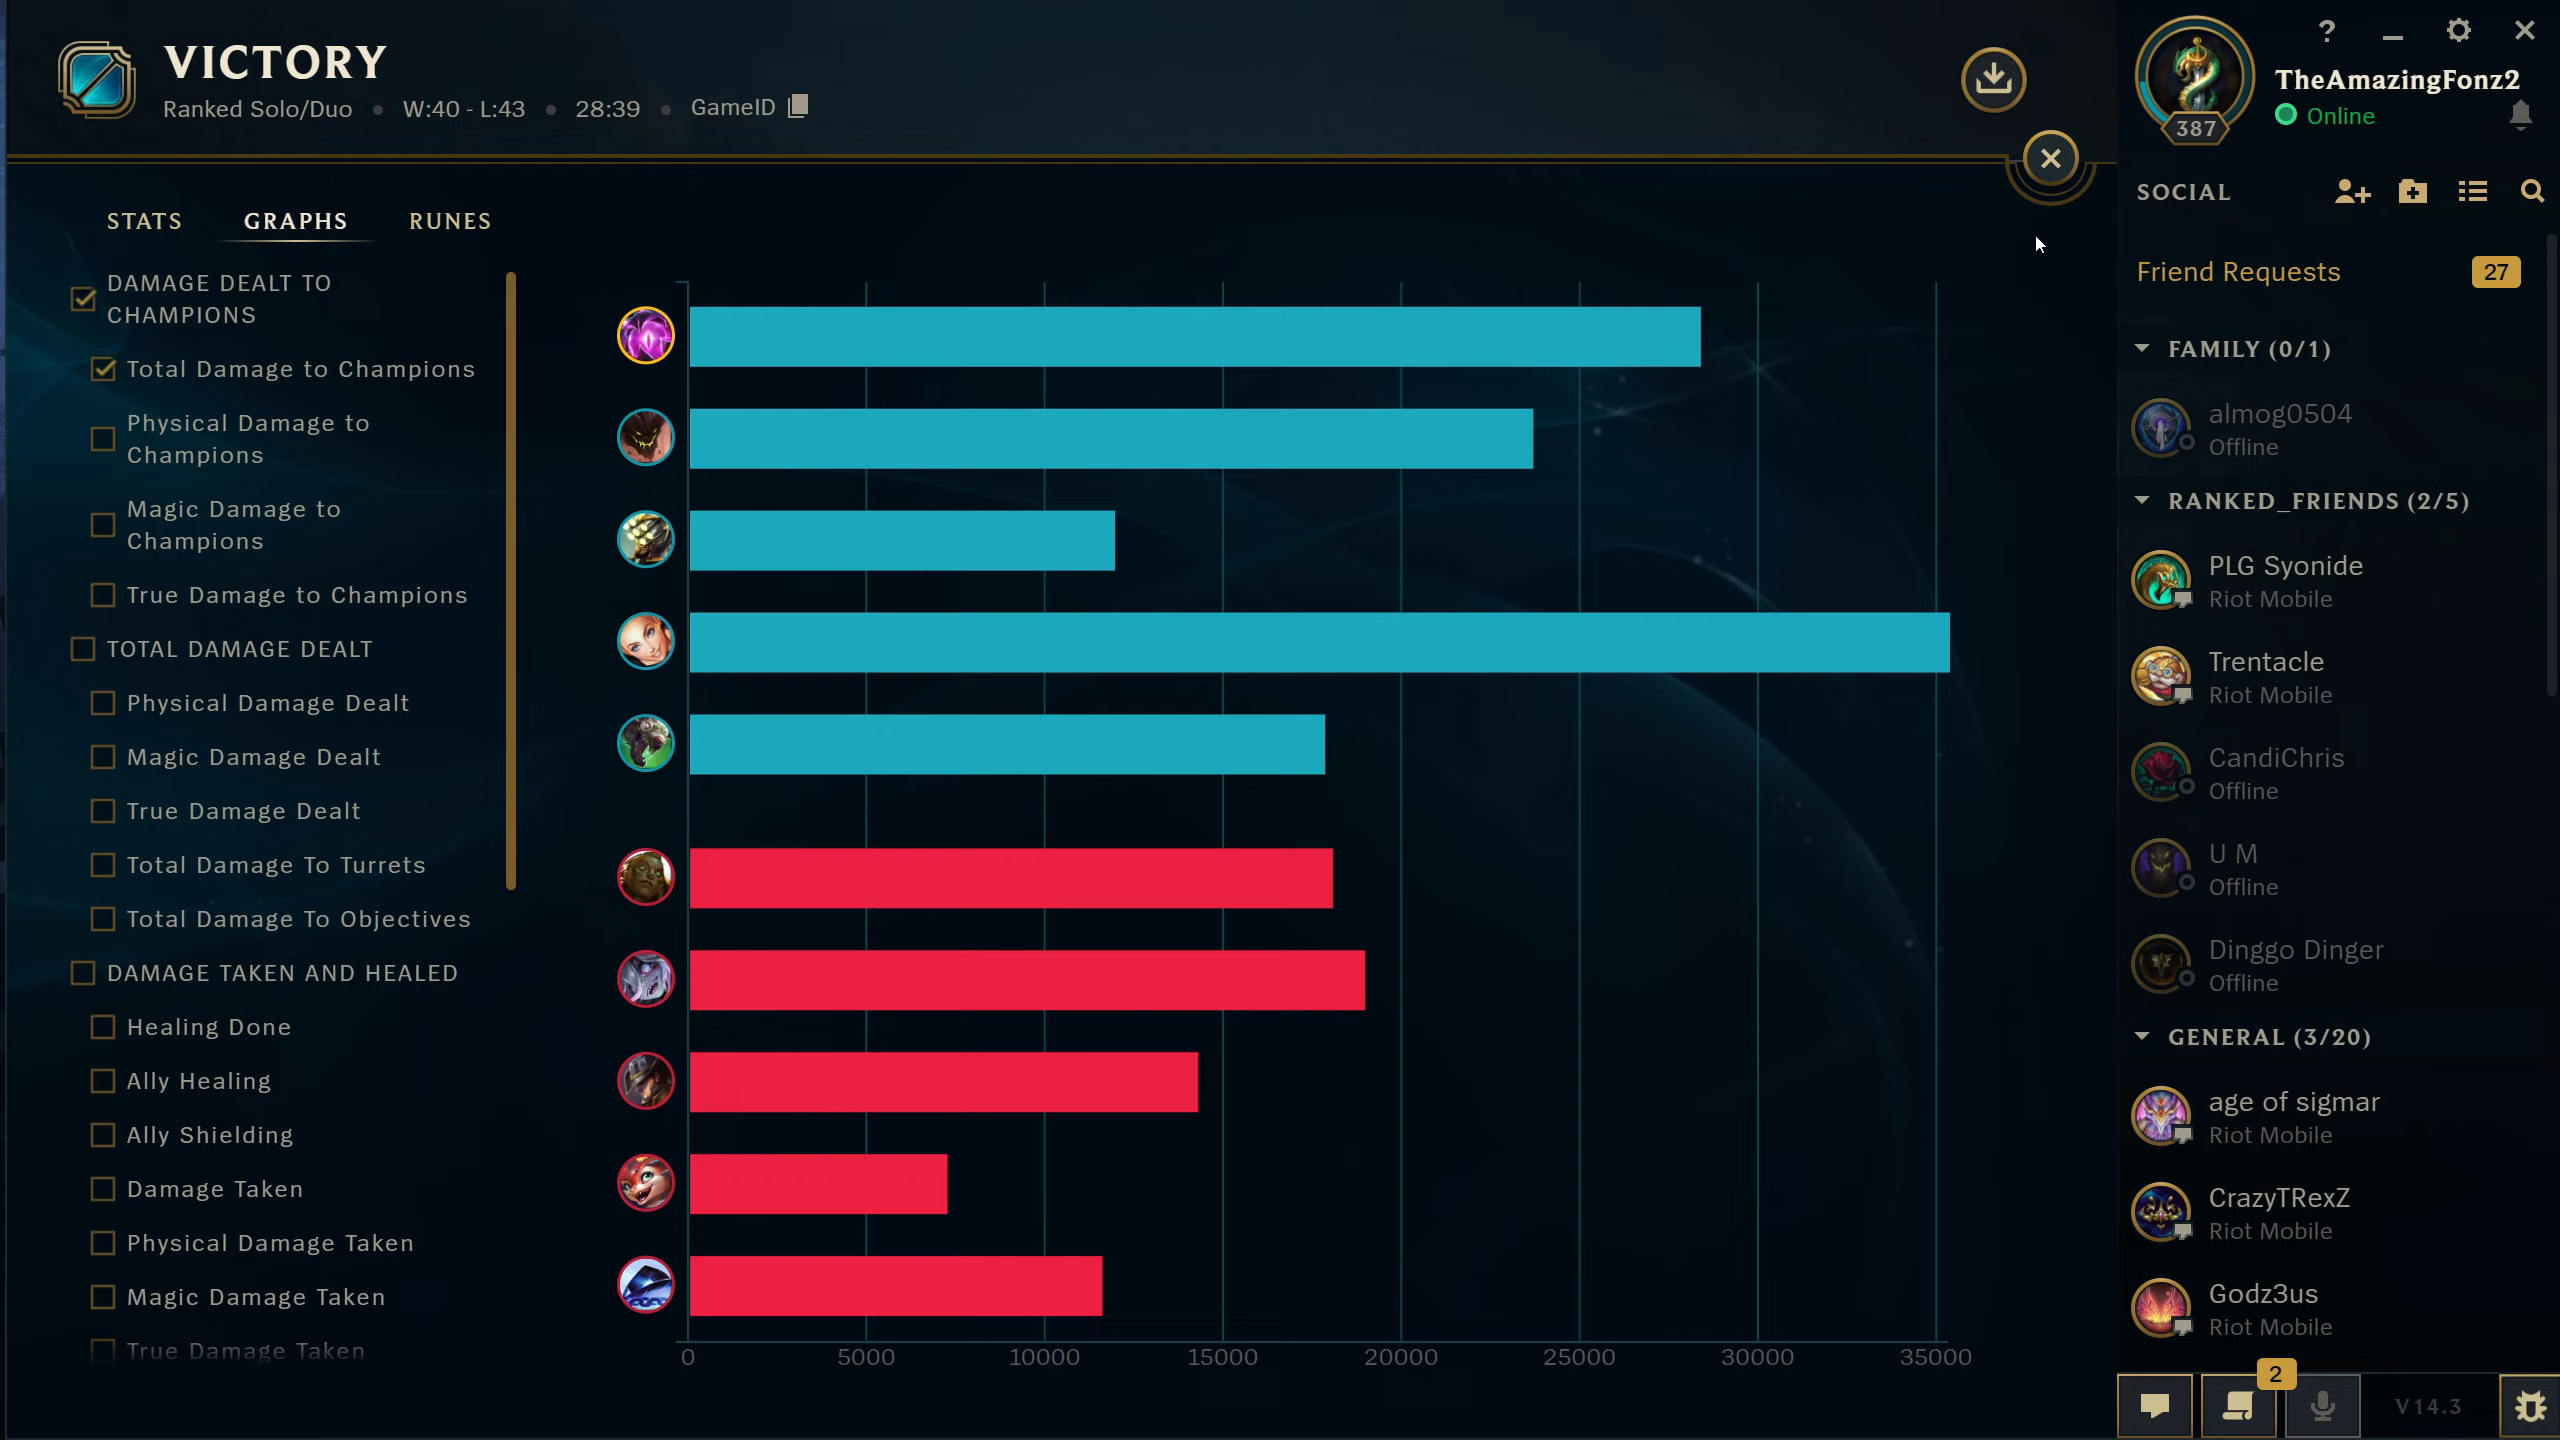 VICTORY
Ranked Solo/Duo • W:40 - L:43 • 28:39 • GameID
STATS GRAPHS RUNES
DAMAGE DEALT TO
CHAMPIONS
Total Damage to Champions
Physical Damage to
Champions
Magic Damage to
Champions
True Damage to Champions
TOTAL DAMAGE DEALT
Physical Damage Dealt
Magic Damage Dealt
True Damage Dealt
Total Damage To Turrets
Total Damage To Objectives
DAMAGE TAKEN AND HEALED
Healing Done
Ally Healing
Ally Shielding
Damage Taken
Physical Damage Taken
Magic Damage Taken
True Damage Taken
0 5000 10000 15000 20000 25000 30000 35000
?
387
TheAmazingFonz2
Online
SOCIAL
Friend Requests 27
FAMILY (0/1)
almog0504
Offline
RANKED_FRIENDS (2/5)
PLG Syonide
Riot Mobile
Trentacle
Riot Mobile
CandiChris
Offline
U M
Offline
Dinggo Dinger
Offline
GENERAL (3/20)
age of sigmar
Riot Mobile
CrazyTRexZ
Riot Mobile
Godz3us
Riot Mobile
2
V14.3